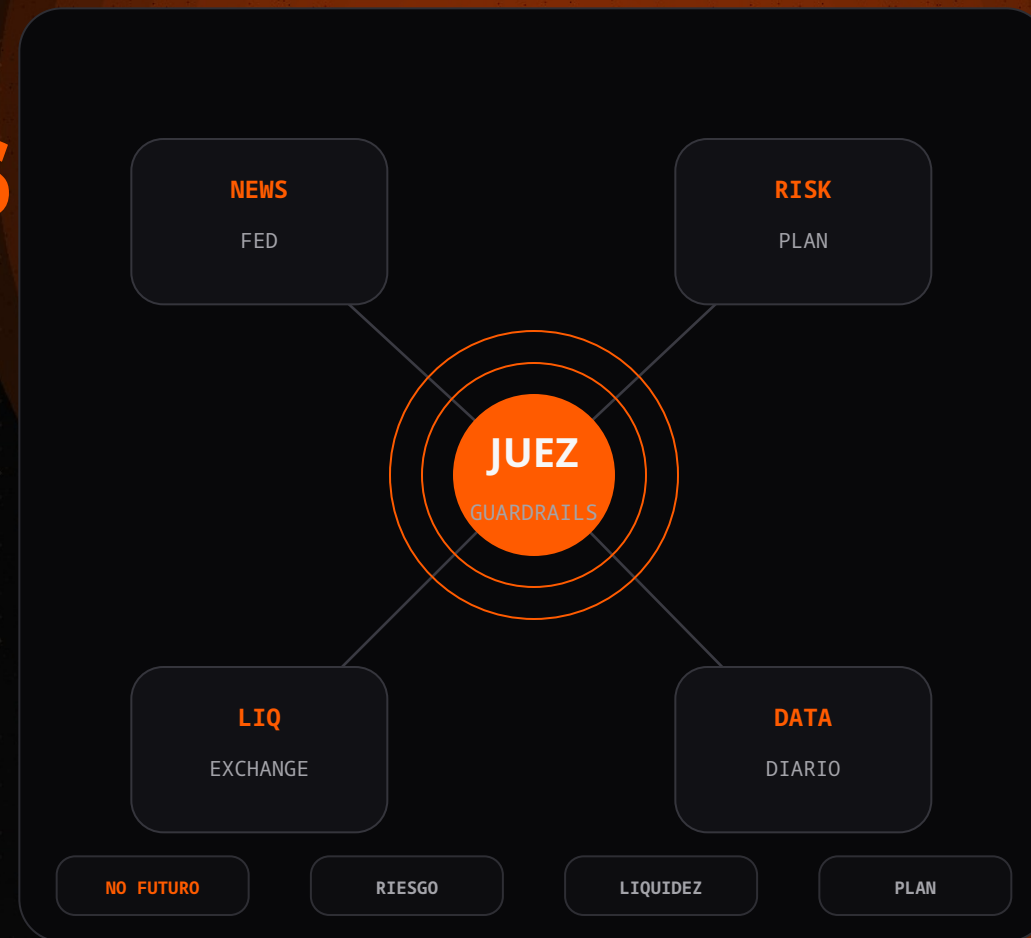 NEWS
FED
RISK
PLAN
JUEZ
GUARDRAILS
LIQ
EXCHANGE
DATA
DIARIO
NO FUTURO
RIESGO
LIQUIDEZ
PLAN